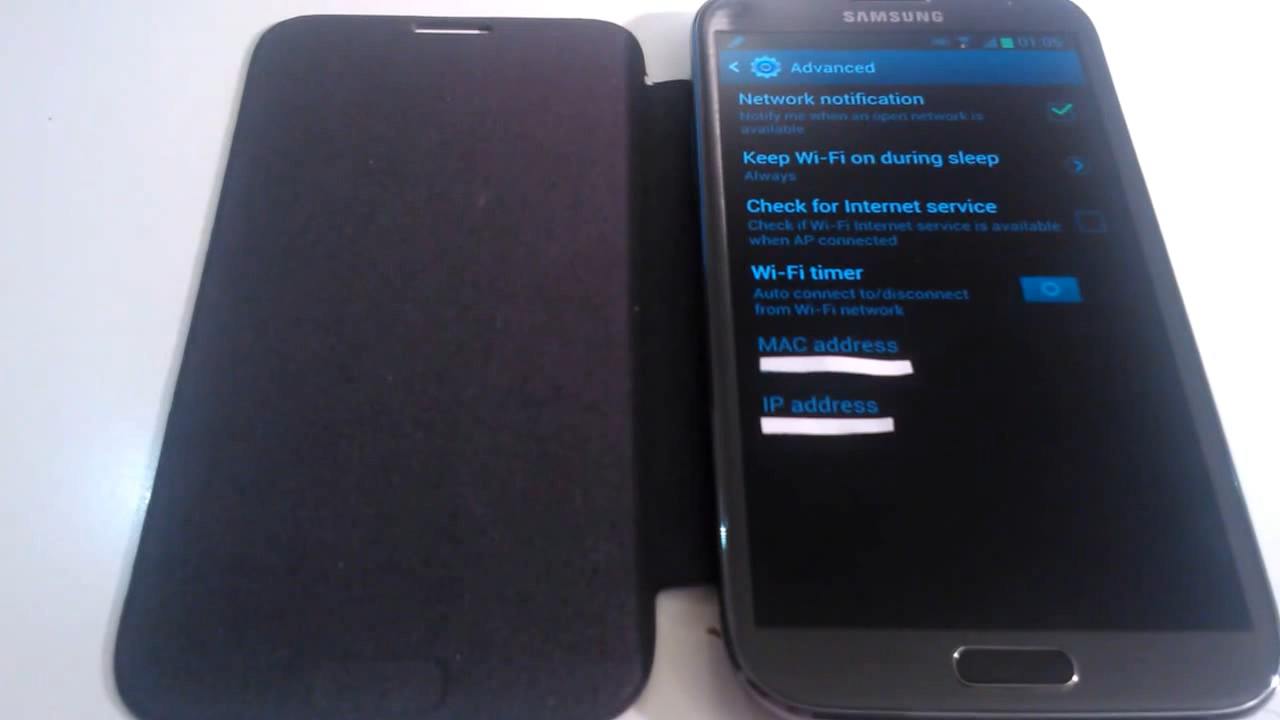 SAMSUNG
01:05
Advanced
Network notification
Notify me when an open network is
available
Keep Wi-Fi on during sleep
Always
Check for Internet service
Check if Wi-Fi Internet service is available
when AP connected
Wi-Fi timer
Auto connect to/disconnect
from Wi-Fi network
MAC address
IP address